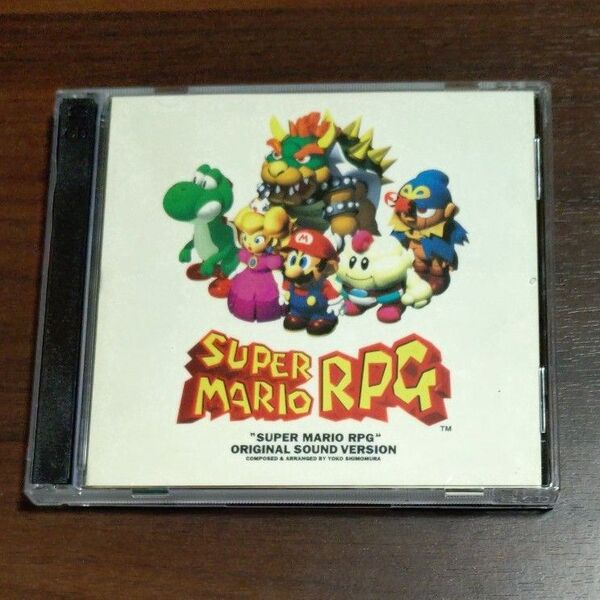 SUPER
MARIO RPG
TM
"SUPER MARIO RPG"
ORIGINAL SOUND VERSION
COMPOSED & ARRANGED BY YOKO SHIMOMURA